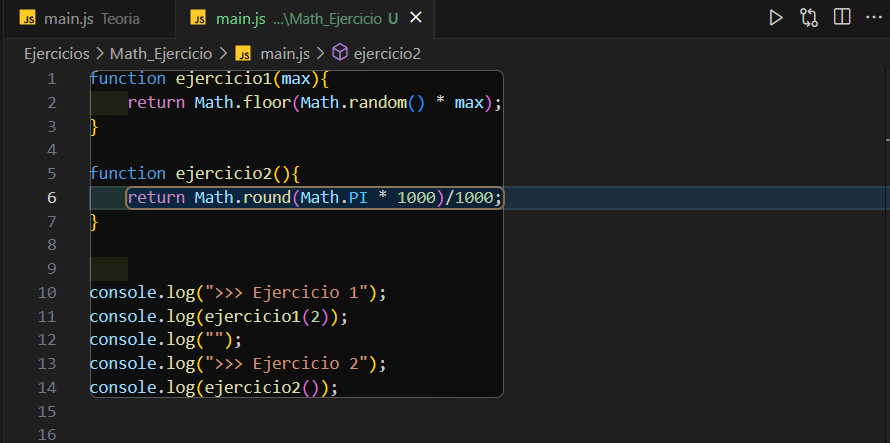 JS main.js Teoria
JS main.js ...\Math_Ejercicio U
Ejercicios > Math_Ejercicio > JS main.js > ejercicio2
1 function ejercicio1(max){
2     return Math.floor(Math.random() * max);
3 }
4
5 function ejercicio2(){
6     return Math.round(Math.PI * 1000)/1000;
7 }
8
9
10 console.log(">>> Ejercicio 1");
11 console.log(ejercicio1(2));
12 console.log("");
13 console.log(">>> Ejercicio 2");
14 console.log(ejercicio2());
15
16